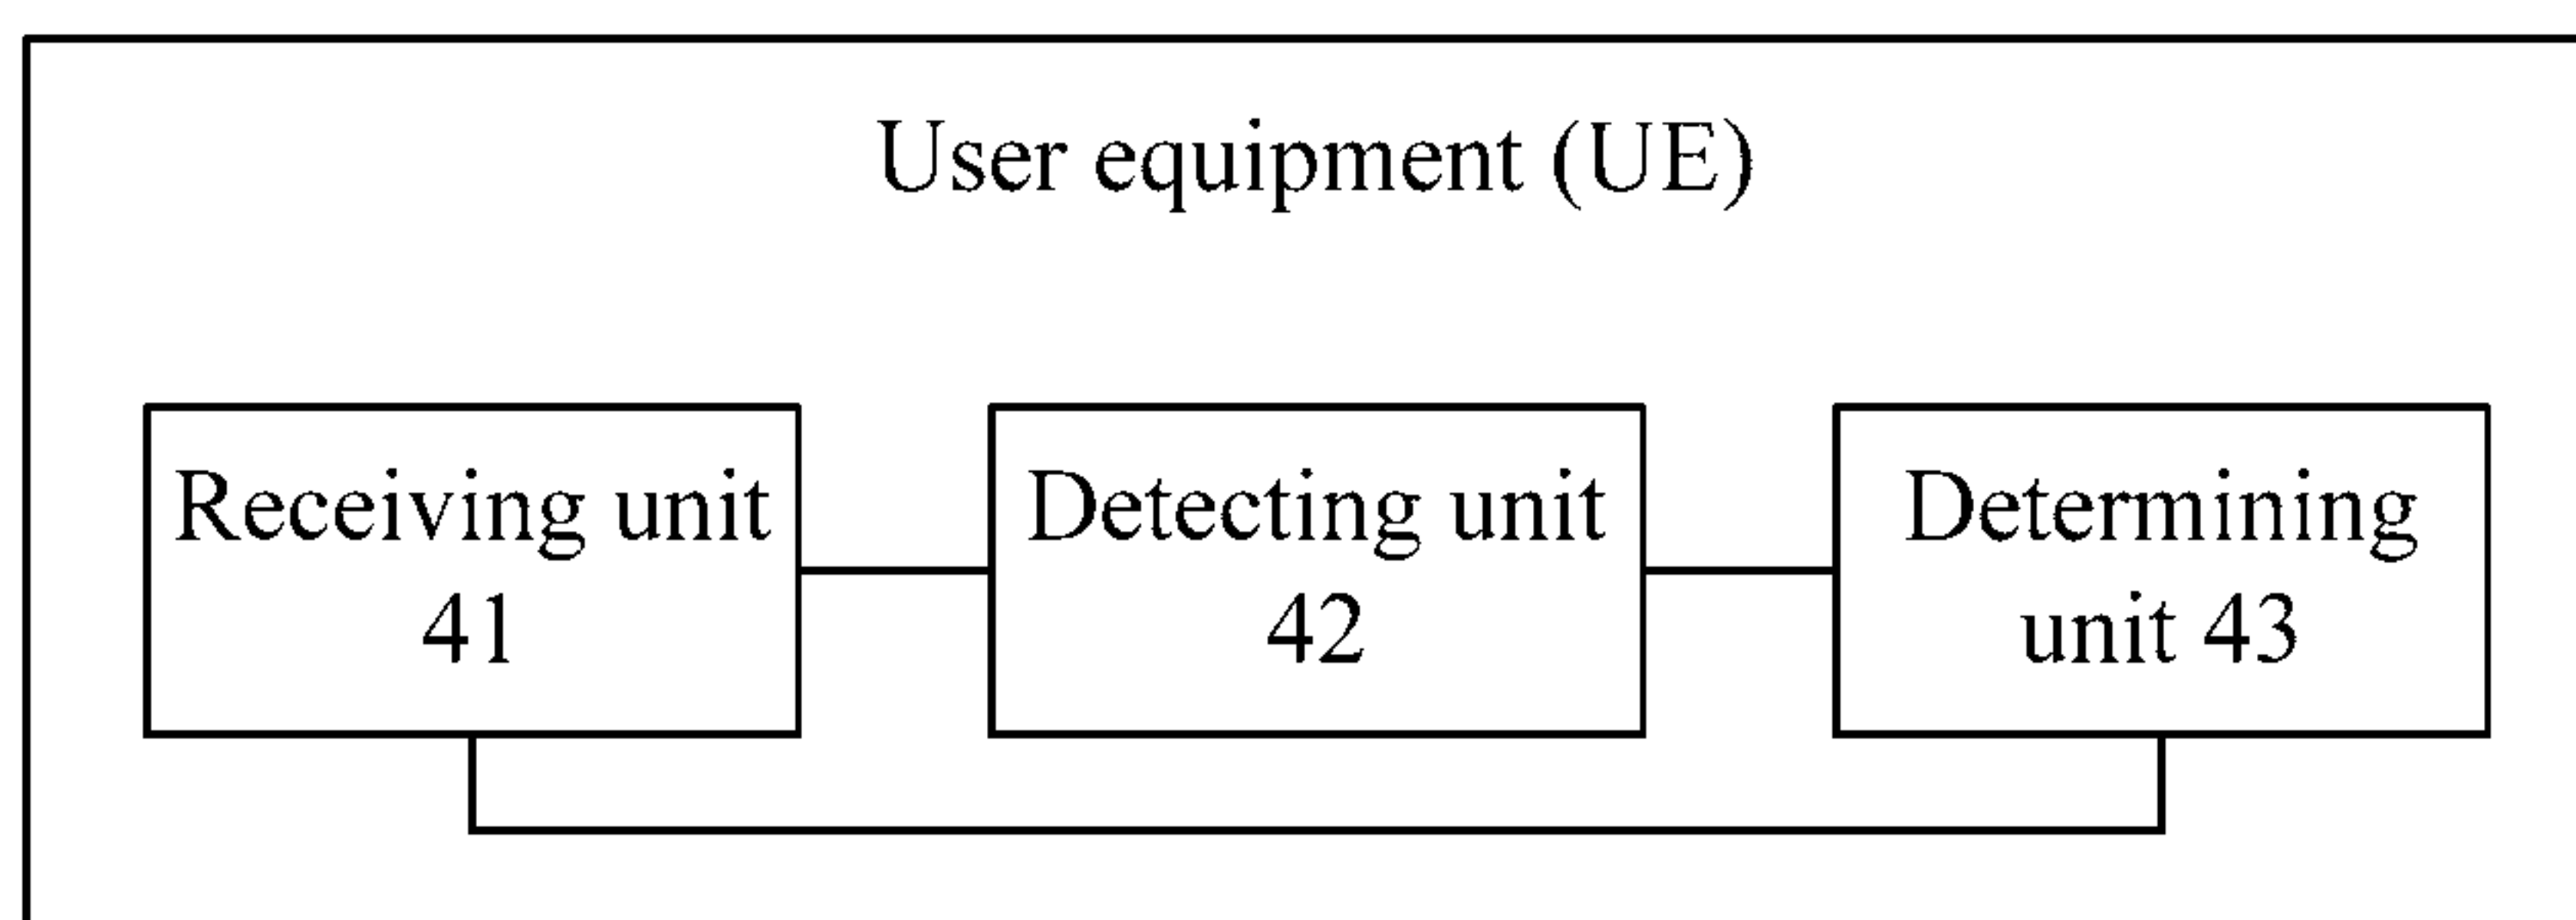 User equipment (UE)
Receiving unit
41
Detecting unit
42
Determining
unit 43